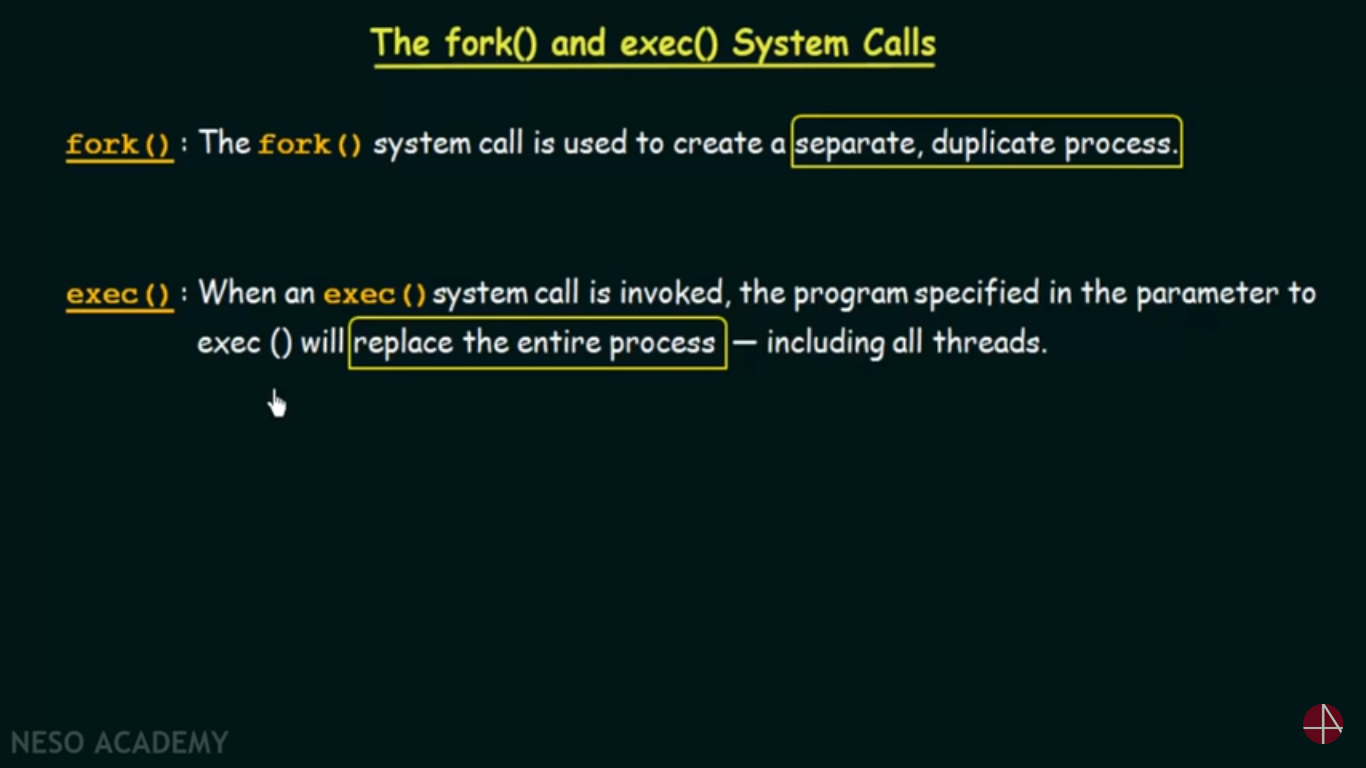 The fork() and exec() System Calls
fork() : The fork() system call is used to create a separate, duplicate process.
exec() : When an exec() system call is invoked, the program specified in the parameter to
exec () will replace the entire process — including all threads.
NESO ACADEMY